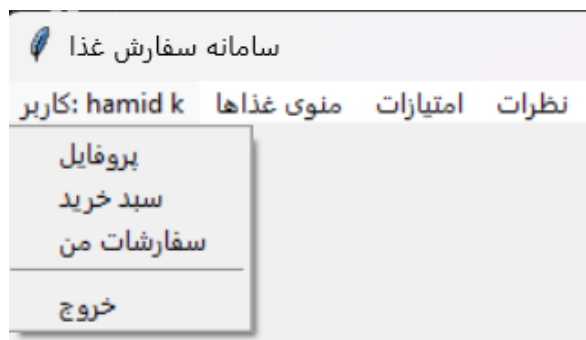 سامانه سفارش غذا
کاربر: hamid k منوی غذاها امتیازات نظرات
پروفایل
سبد خرید
سفارشات من
خروج